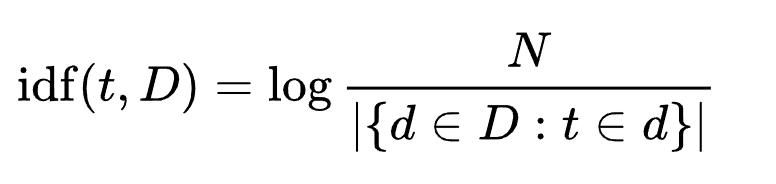 idf(t, D) = log N / |{d ∈ D : t ∈ d}|